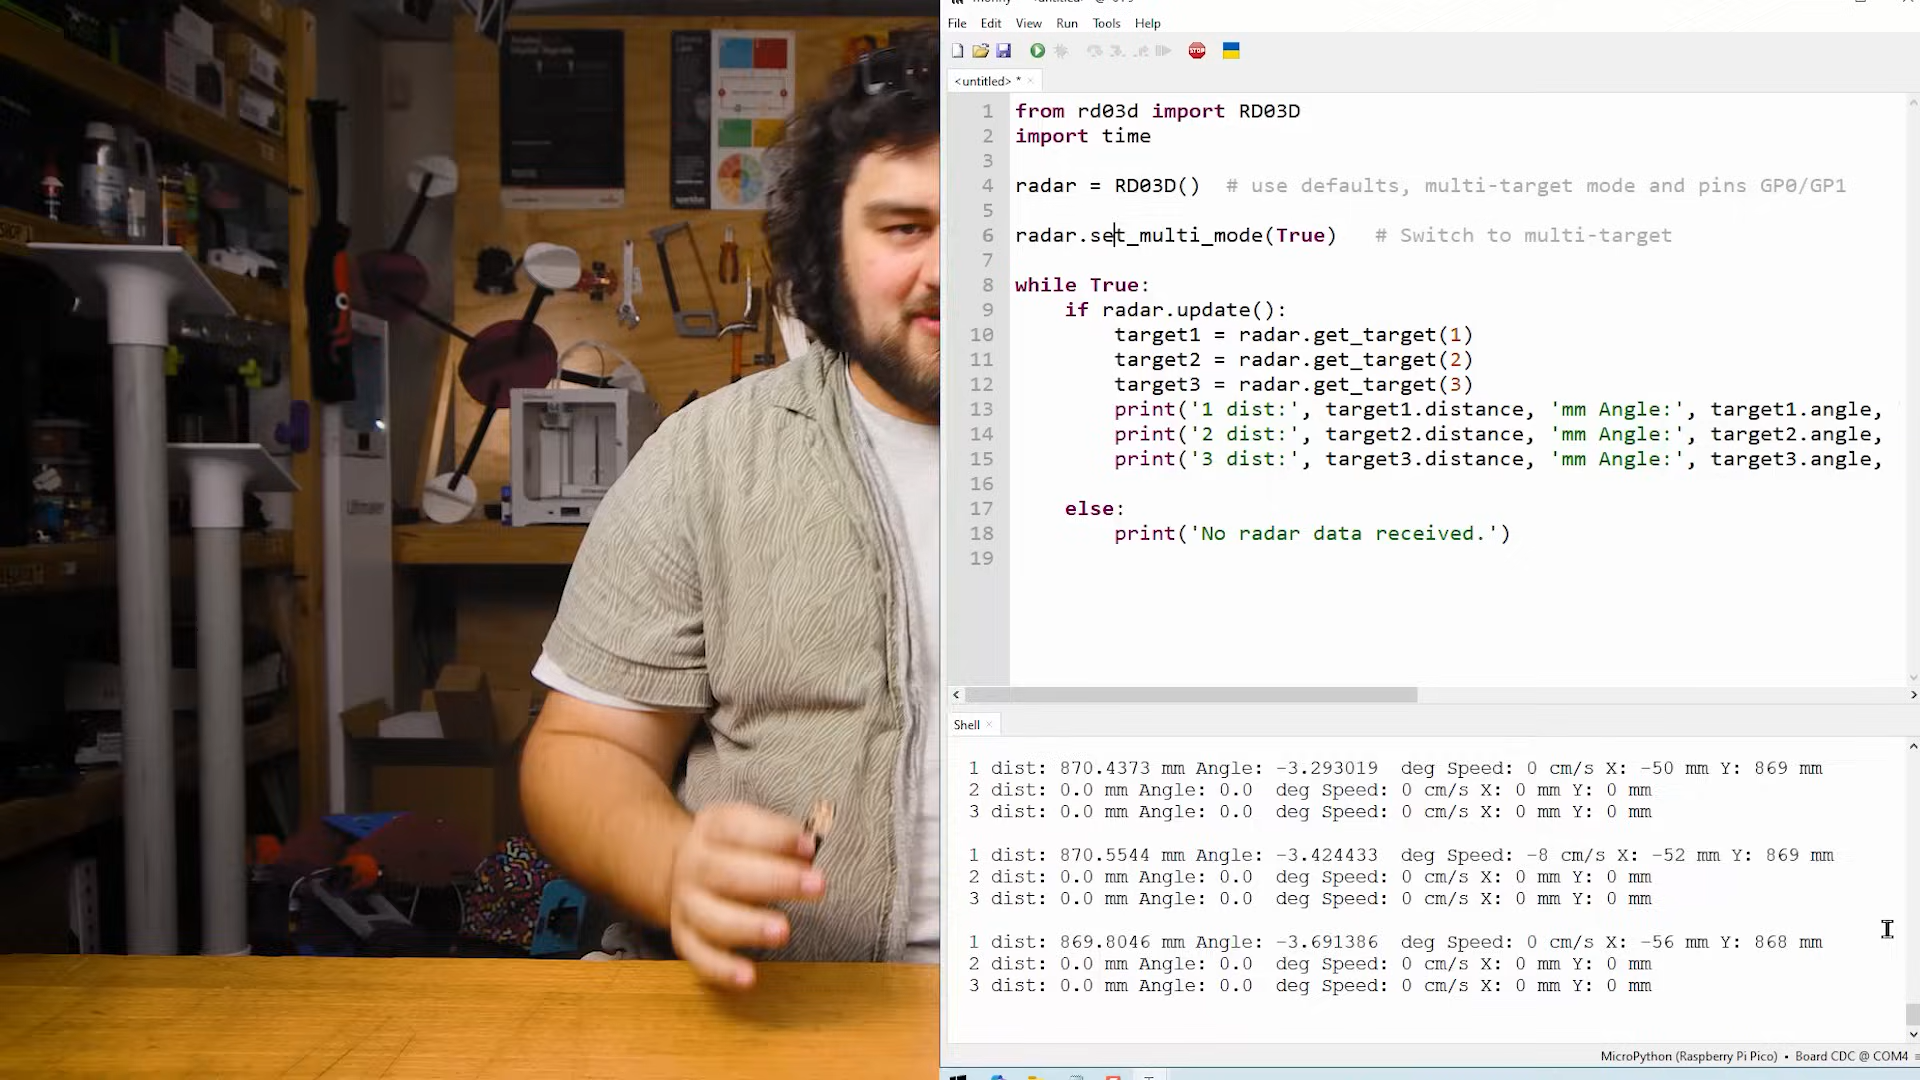 File Edit View Run Tools Help
<untitled> *
1 from rd03d import RD03D
2 import time
3
4 radar = RD03D() # use defaults, multi-target mode and pins GP0/GP1
5
6 radar.set_multi_mode(True) # Switch to multi-target
7
8 while True:
9 if radar.update():
10 target1 = radar.get_target(1)
11 target2 = radar.get_target(2)
12 target3 = radar.get_target(3)
13 print('1 dist:', target1.distance, 'mm Angle:', target1.angle,
14 print('2 dist:', target2.distance, 'mm Angle:', target2.angle,
15 print('3 dist:', target3.distance, 'mm Angle:', target3.angle,
16
17 else:
18 print('No radar data received.')
19
Shell
1 dist: 870.4373 mm Angle: -3.293019 deg Speed: 0 cm/s X: -50 mm Y: 869 mm
2 dist: 0.0 mm Angle: 0.0 deg Speed: 0 cm/s X: 0 mm Y: 0 mm
3 dist: 0.0 mm Angle: 0.0 deg Speed: 0 cm/s X: 0 mm Y: 0 mm
1 dist: 870.5544 mm Angle: -3.424433 deg Speed: -8 cm/s X: -52 mm Y: 869 mm
2 dist: 0.0 mm Angle: 0.0 deg Speed: 0 cm/s X: 0 mm Y: 0 mm
3 dist: 0.0 mm Angle: 0.0 deg Speed: 0 cm/s X: 0 mm Y: 0 mm
1 dist: 869.8046 mm Angle: -3.691386 deg Speed: 0 cm/s X: -56 mm Y: 868 mm
2 dist: 0.0 mm Angle: 0.0 deg Speed: 0 cm/s X: 0 mm Y: 0 mm
3 dist: 0.0 mm Angle: 0.0 deg Speed: 0 cm/s X: 0 mm Y: 0 mm
MicroPython (Raspberry Pi Pico) • Board CDC @ COM4